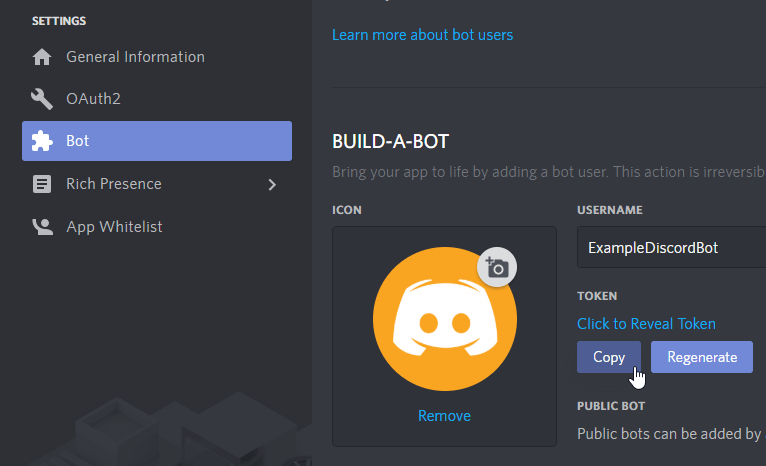 SETTINGS
General Information
OAuth2
Bot
Rich Presence
App Whitelist
Learn more about bot users
BUILD-A-BOT
Bring your app to life by adding a bot user. This action is
ICON
Remove
USERNAME
ExampleDiscordBot
TOKEN
Click to Reveal Token
Copy Regenerate
PUBLIC BOT
Public bots can be added by